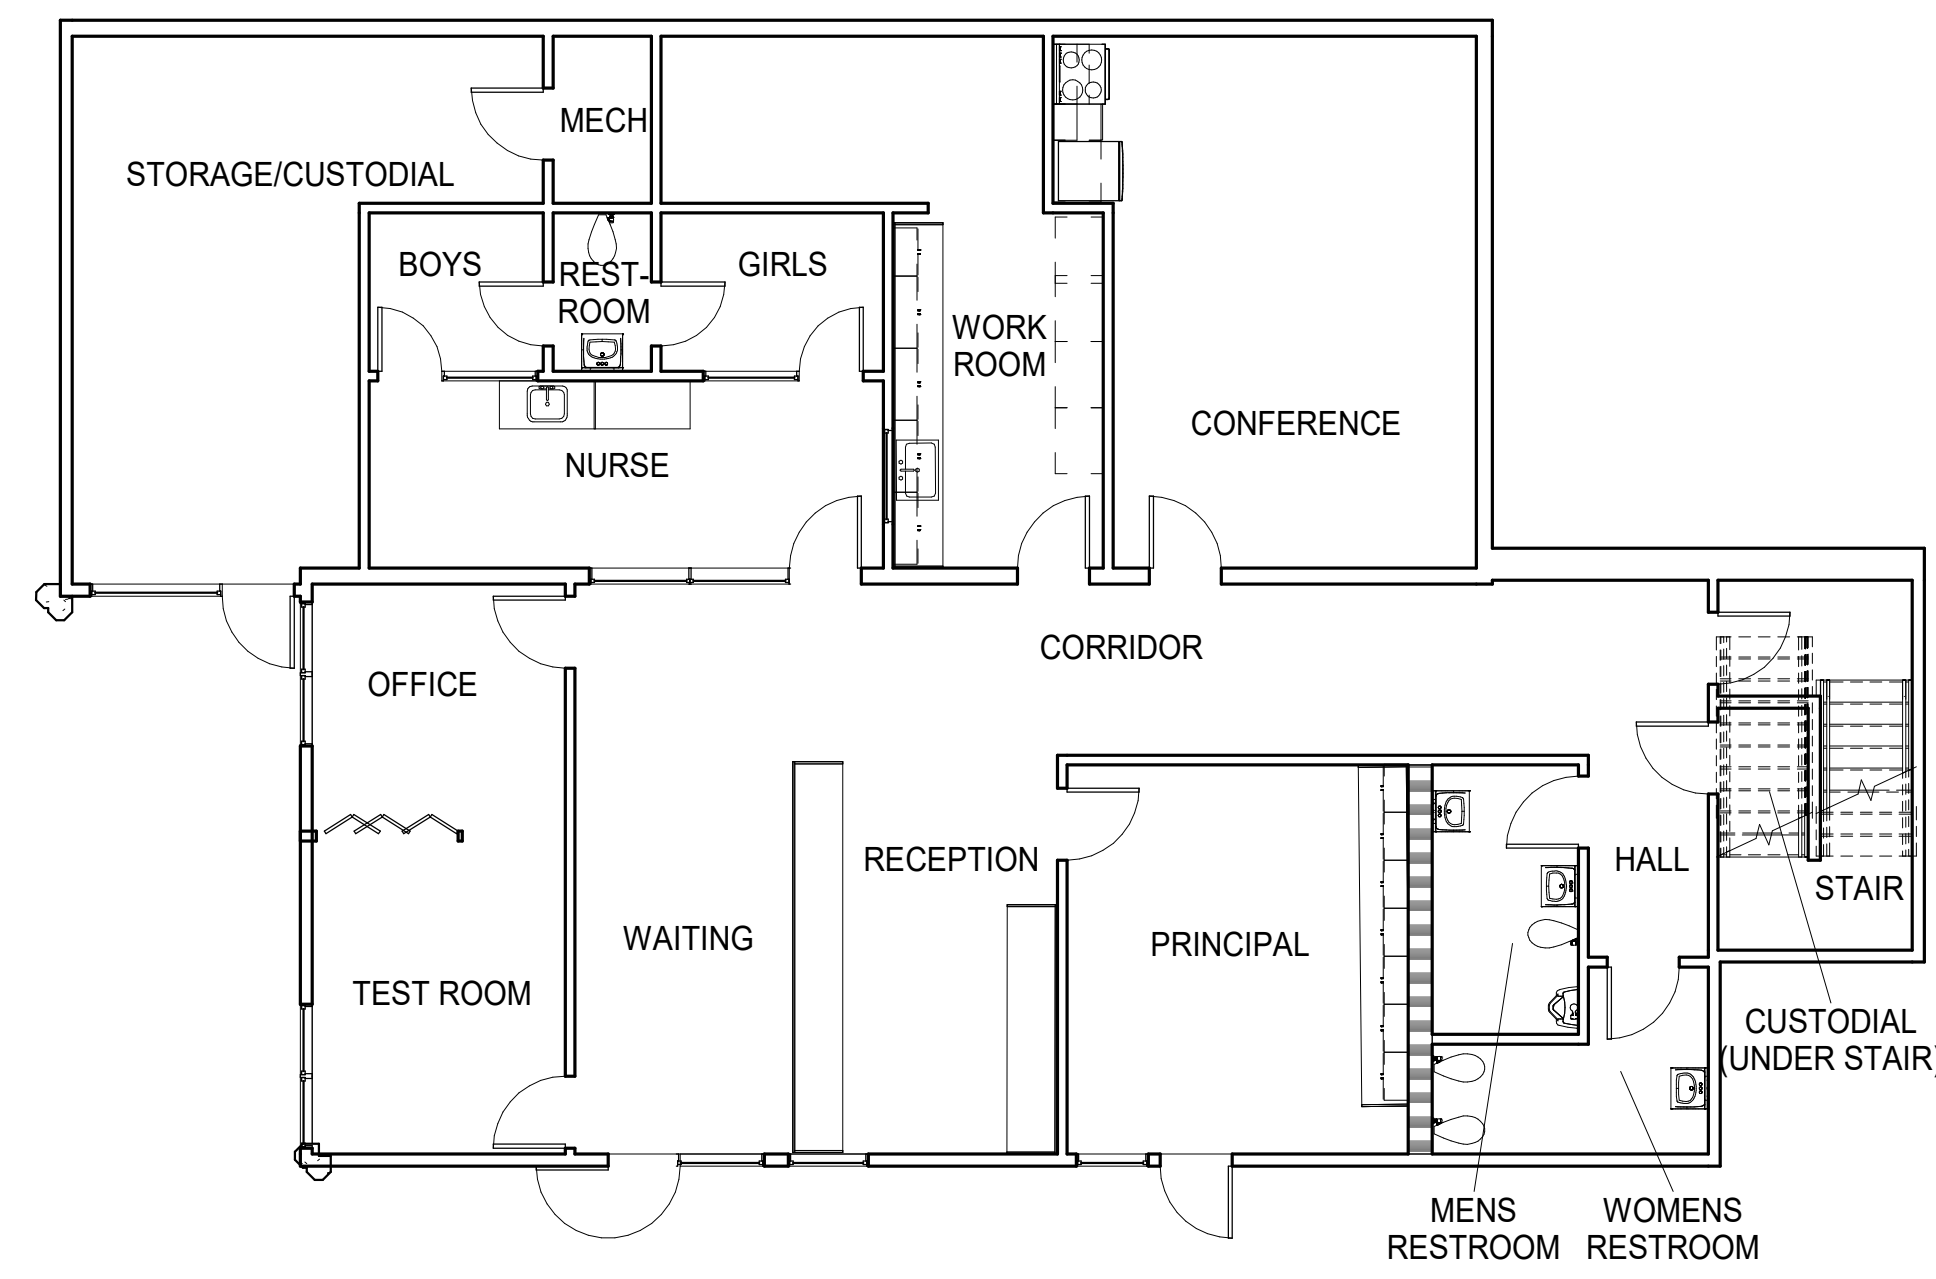 MECH
STORAGE/CUSTODIAL
BOYS
REST-
ROOM
GIRLS
WORK
ROOM
CONFERENCE
NURSE
CORRIDOR
OFFICE
RECEPTION
HALL
STAIR
WAITING
PRINCIPAL
TEST ROOM
CUSTODIAL
(UNDER STAIR)
MENS
RESTROOM
WOMENS
RESTROOM